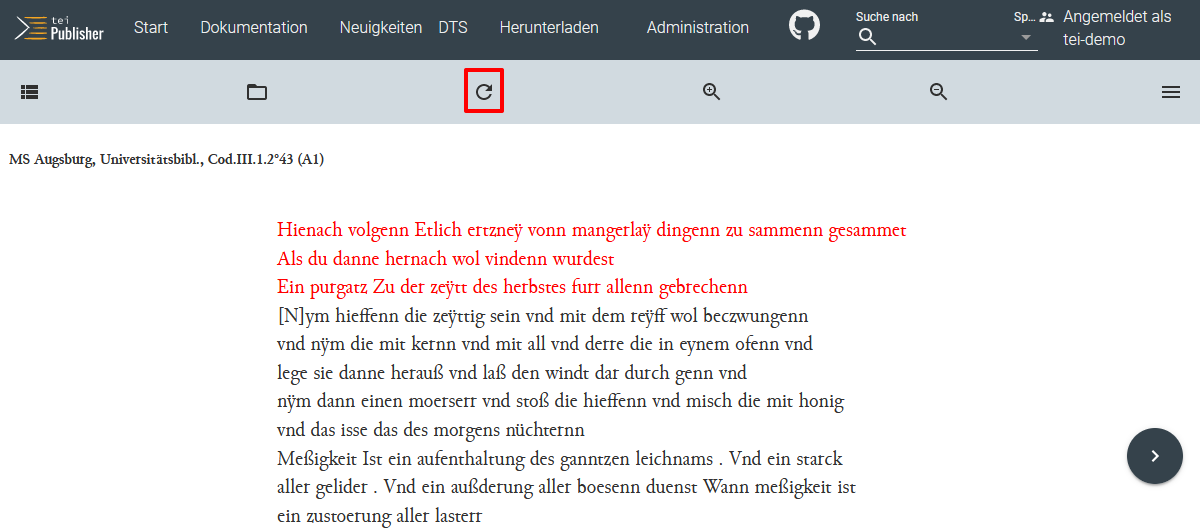 tei
Publisher
Start
Dokumentation
Neuigkeiten
DTS
Herunterladen
Administration
Suche nach
Sp...
Angemeldet als
tei-demo
MS Augsburg, Universitätsbibl., Cod.III.1.2°43 (A1)
Hienach volgenn Etlich ertzneÿ vonn mangerlaÿ dingenn zu sammenn gesammet
Als du danne hernach wol vindenn wurdest
Ein purgatz Zu der zeÿtt des herbstes furr allenn gebrechenn
[N]ym hieffenn die zeÿttig sein vnd mit dem reÿff wol beczwungenn
vnd nÿm die mit kernn vnd mit all vnd derre die in eynem ofenn vnd
lege sie danne herauß vnd laß den windt dar durch genn vnd
nÿm dann einen moerserr vnd stoß die hieffenn vnd misch die mit honig
vnd das isse das des morgens nüchternn
Meßigkeit Ist ein aufenthaltung des ganntzen leichnams . Vnd ein starck
aller gelider . Vnd ein außderung aller boesenn duenst Wann meßigkeit ist
ein zustoerung aller lasterr